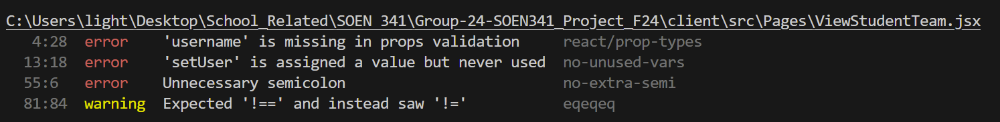 C:\Users\light\Desktop\School_Related\SOEN 341\Group-24-SOEN341_Project_F24\client\src\Pages\ViewStudentTeam.jsx
4:28 error 'username' is missing in props validation react/prop-types
13:18 error 'setUser' is assigned a value but never used no-unused-vars
55:6 error Unnecessary semicolon no-extra-semi
81:84 warning Expected '!==' and instead saw '!=' eqeqeq